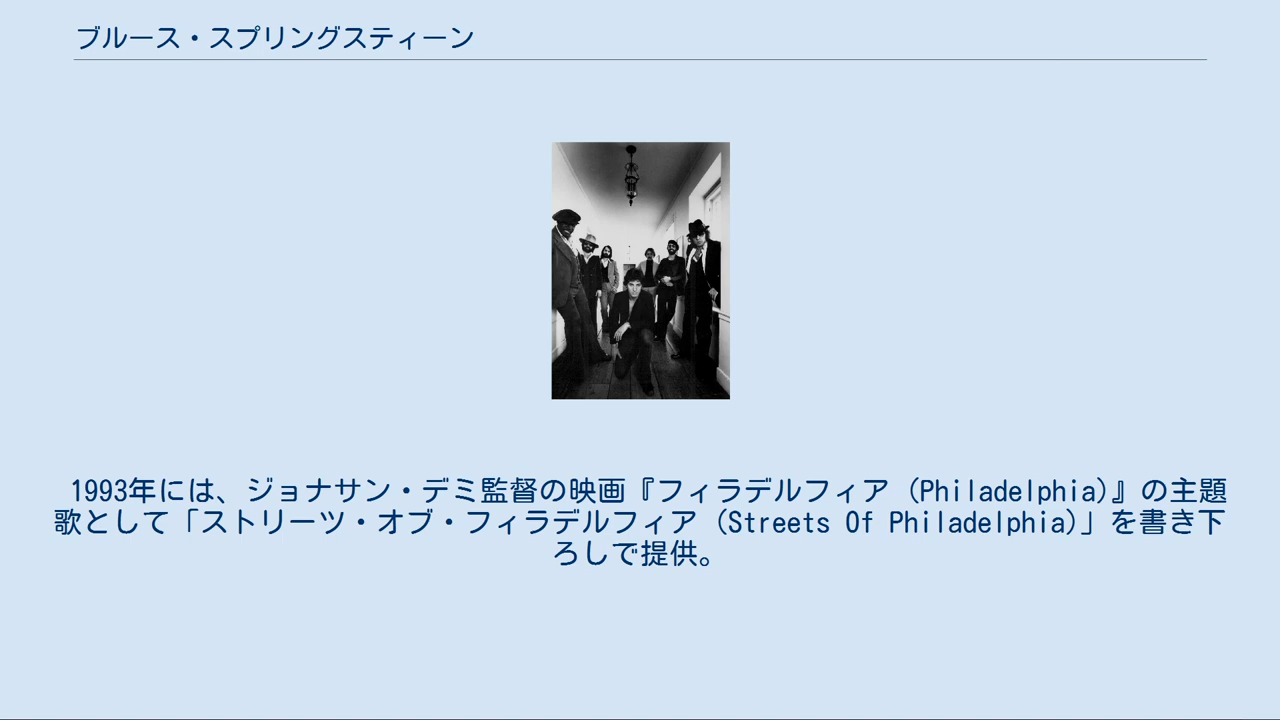 ブルース・スプリングスティーン
1993年には、ジョナサン・デミ監督の映画『フィラデルフィア (Philadelphia)』の主題
歌として「ストリーツ・オブ・フィラデルフィア (Streets Of Philadelphia)」を書き下
ろしで提供。